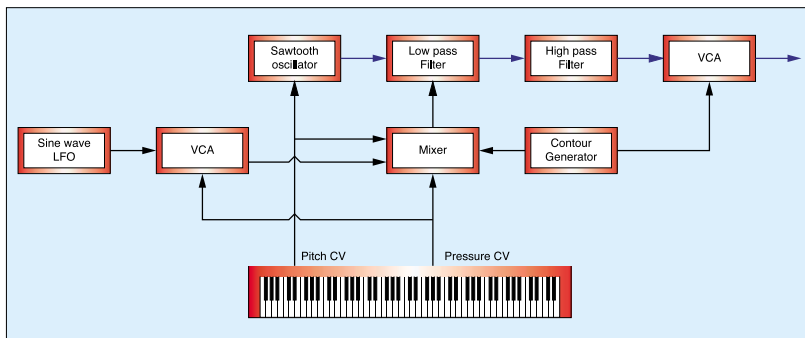 Sawtooth
oscillator
Low pass
Filter
High pass
Filter
VCA
Sine wave
LFO
VCA
Mixer
Contour
Generator
Pitch CV
Pressure CV